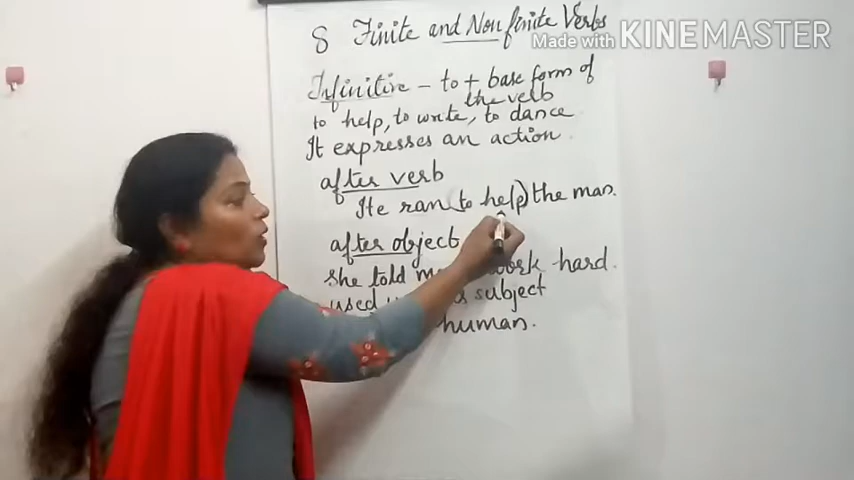 8 Finite and Non finite Verbs
Made with KINEMASTER
Infinitive - to + base form of
the verb
to help, to write, to dance
It expresses an action
after verb
He ran (to help) the man.
after object
she told work hard.
used subject
human.